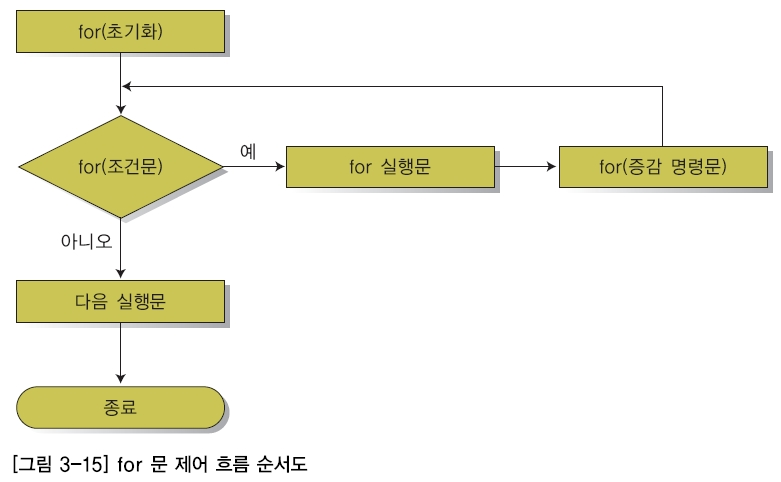 for(초기화)
for(조건문)
예
for 실행문
for(증감 명령문)
아니오
다음 실행문
종료
[그림 3-15] for 문 제어 흐름 순서도